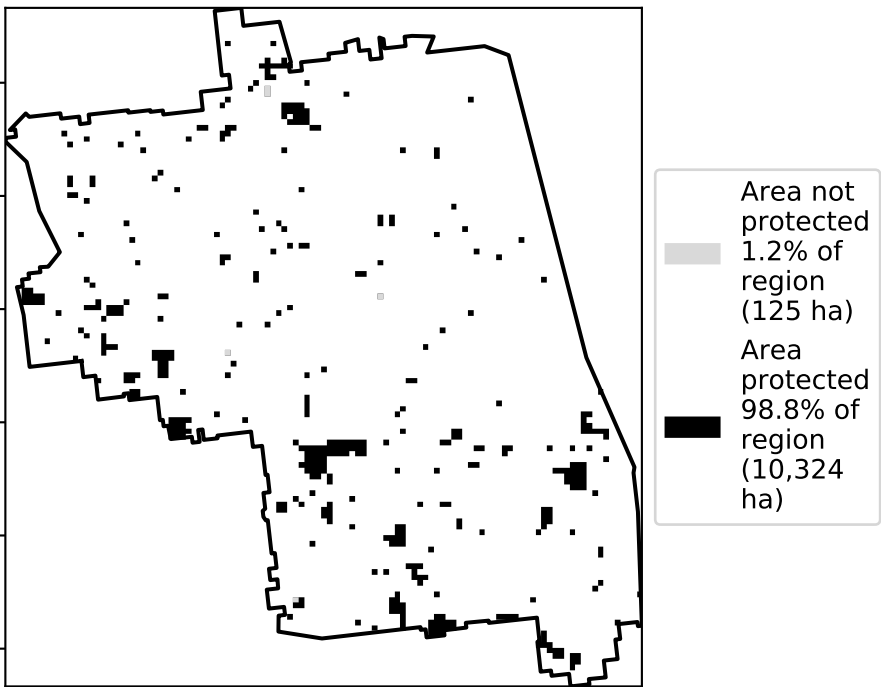 Area not
protected
1.2% of
region
(125 ha)
Area
protected
98.8% of
region
(10,324
ha)